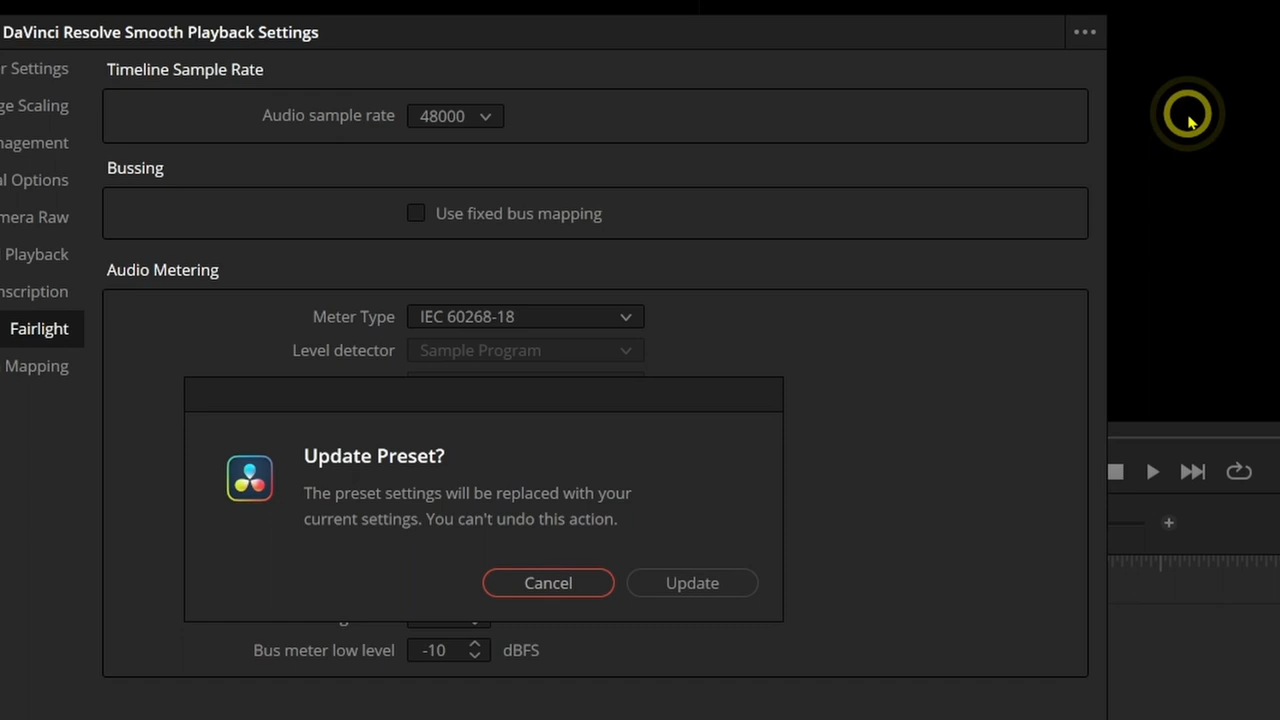 DaVinci Resolve Smooth Playback Settings
r Settings
ge Scaling
nagement
al Options
mera Raw
Playback
nscription
Fairlight
Mapping
Timeline Sample Rate
Audio sample rate 48000
Bussing
Use fixed bus mapping
Audio Metering
Meter Type IEC 60268-18
Level detector Sample Program
Update Preset?
The preset settings will be replaced with your
current settings. You can't undo this action.
Cancel Update
Bus meter low level -10 dBFS